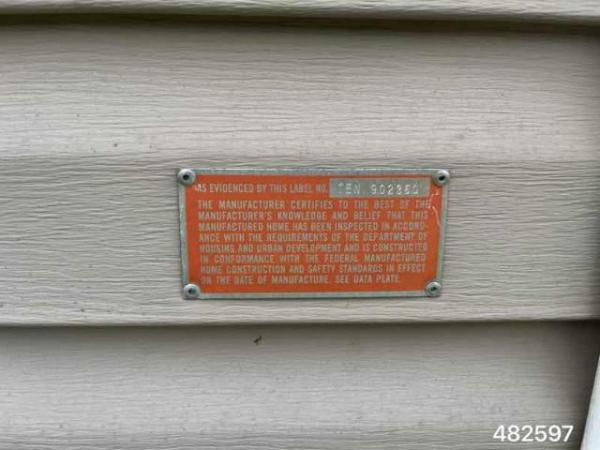 AS EVIDENCED BY THIS LABEL NO. TEN 902360
THE MANUFACTURER CERTIFIES TO THE BEST OF THE
MANUFACTURER'S KNOWLEDGE AND BELIEF THAT THIS
MANUFACTURED HOME HAS BEEN INSPECTED IN ACCORD-
ANCE WITH THE REQUIREMENTS OF THE DEPARTMENT OF
HOUSING AND URBAN DEVELOPMENT AND IS CONSTRUCTED
IN CONFORMANCE WITH THE FEDERAL MANUFACTURED
HOME CONSTRUCTION AND SAFETY STANDARDS IN EFFECT
ON THE DATE OF MANUFACTURE. SEE DATA PLATE.
482597